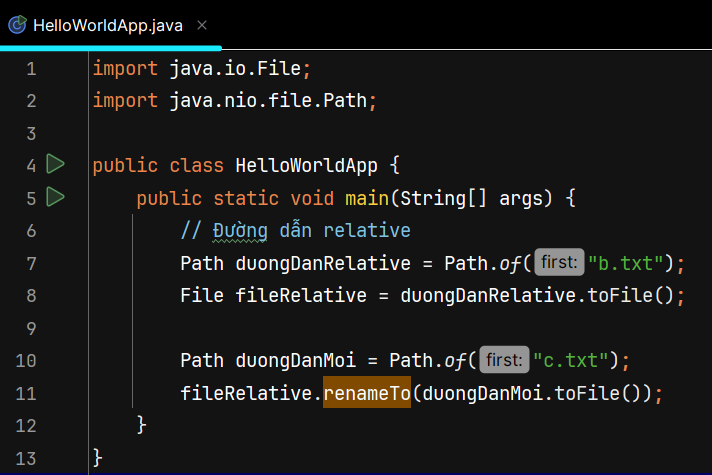 HelloWorldApp.java ×
1 import java.io.File;
2 import java.nio.file.Path;
3
4 public class HelloWorldApp {
5 public static void main(String[] args) {
6 // Đường dẫn relative
7 Path duongDanRelative = Path.of( first: "b.txt");
8 File fileRelative = duongDanRelative.toFile();
9
10 Path duongDanMoi = Path.of( first: "c.txt");
11 fileRelative.renameTo(duongDanMoi.toFile());
12 }
13 }